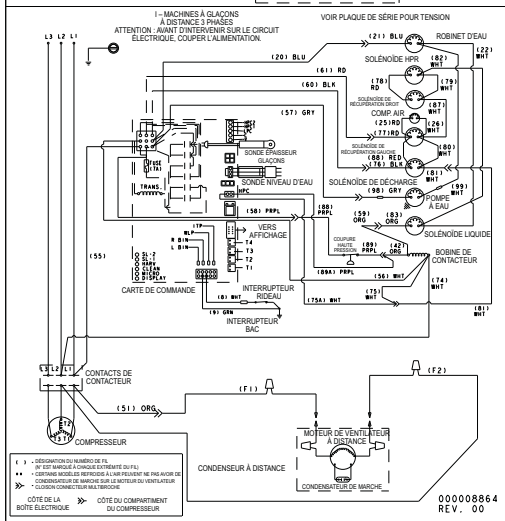 I – MACHINES À GLAÇONS
À DISTANCE 3 PHASES
ATTENTION : AVANT D'INTERVENIR SUR LE CIRCUIT
ÉLECTRIQUE, COUPER L'ALIMENTATION.
VOIR PLAQUE DE SÉRIE POUR TENSION
L3 L2 L1
(21) BLU
ROBINET D'EAU
(22)
WHT
(20) BLU
(82)
WHT
SOLÉNOÏDE HPR
(61) RD
(78)
RD
(79)
WHT
(60) BLK
SOLÉNOÏDE DE
RÉCUPÉRATION DROIT
(87)
WHT
(57) GRY
COMP. AIR
(25)RD
(26)
WHT
(77)RD
FUSE
(7A)
SONDE ÉPAISSEUR
GLAÇONS
SOLÉNOÏDE DE
RÉCUPÉRATION GAUCHE
(80)
WHT
(88) RED
(76) BLK
(81)
WHT
SONDE NIVEAU D'EAU
SOLÉNOÏDE DE DÉCHARGE
TRANS.
(98) GRY
(99)
WHT
POMPE
À EAU
(58) PRPL
(88)
PRPL
(59)
ORG
(83)
ORG
SOLÉNOÏDE LIQUIDE
VERS
AFFICHAGE
ITP
WLP
R BIN
L BIN
T4
T3
T2
T1
COUPURE
HAUTE
PRESSION
(89)
PRPL
(42)
ORG
BOBINE DE
CONTACTEUR
(55)
SL-2
SL-1
HARV
CLEAN
MICRO
DISPLAY
(89A) PRPL
(56) WHT
(74)
WHT
(75)
WHT
CARTE DE COMMANDE
INTERRUPTEUR
RIDEAU
(8) WHT
(75A) WHT
(81)
WHT
(9) GRN
INTERRUPTEUR
BAC
L3 L2 L1
CONTACTS DE
CONTACTEUR
(51) ORG
(F1)
(F2)
T2
T3 T1
COMPRESSEUR
MOTEUR DE VENTILATEUR
À DISTANCE
CONDENSEUR À DISTANCE
CONDENSATEUR DE MARCHE
( ) - DÉSIGNATION DU NUMÉRO DE FIL
(N° EST MARQUÉ À CHAQUE EXTRÉMITÉ DU FIL)
** - CERTAINS MODÈLES REFROIDIS À L'AIR PEUVENT NE PAS AVOIR DE
CONDENSATEUR DE MARCHE SUR LE MOTEUR DU VENTILATEUR
CLOISON CONNECTEUR MULTIBROCHE
CÔTÉ DE LA
BOÎTE ÉLECTRIQUE
CÔTÉ DU COMPARTIMENT
DU COMPRESSEUR
000008864
REV. 00